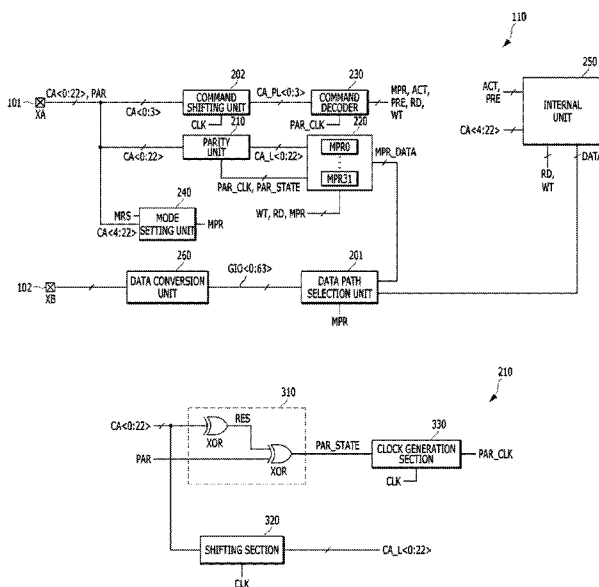 110
250
202
230
CA<0:22>, PAR
101
XA
CA<0:3>
COMMAND SHIFTING UNIT
CA_PL<0:3>
COMMAND DECODER
MPR, ACT, PRE, RD, WT
ACT, PRE
INTERNAL UNIT
CLK
210
PAR_CLK
220
CA<0:22>
PARITY UNIT
CA_L<0:22>
MPR0
MPR31
MPR_DATA
CA<4:22>
RD, WT
DATA
PAR_CLK, PAR_STATE
240
MRS
CA<4:22>
MODE SETTING UNIT
MPR
WT, RD, MPR
260
201
102
XB
DATA CONVERSION UNIT
GIO<0:63>
DATA PATH SELECTION UNIT
MPR
210
310
CA<0:22>
RES
XOR
330
PAR
XOR
PAR_STATE
CLOCK GENERATION SECTION
PAR_CLK
CLK
320
SHIFTING SECTION
CA_L<0:22>
CLK